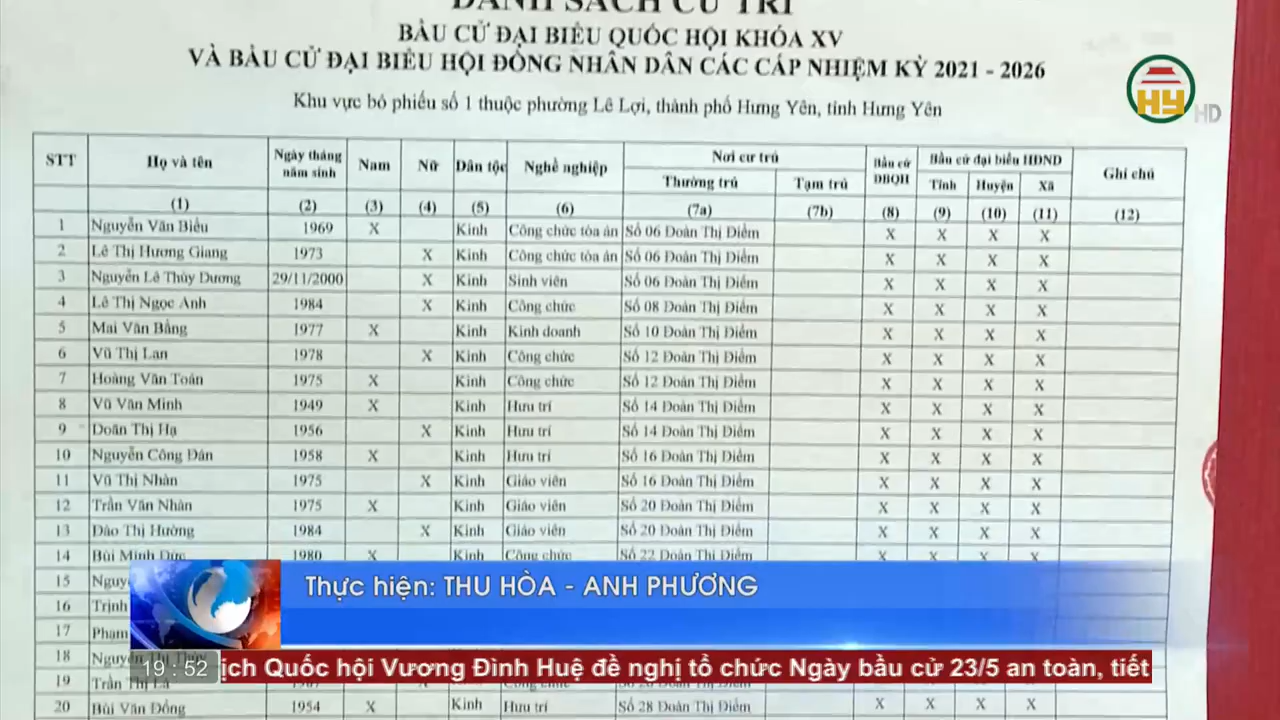 DANH SÁCH CỬ TRI
BẦU CỬ ĐẠI BIỂU QUỐC HỘI KHÓA XV
VÀ BẦU CỬ ĐẠI BIỂU HỘI ĐỒNG NHÂN DÂN CÁC CẤP NHIỆM KỲ 2021 - 2026
Khu vực bỏ phiếu số 1 thuộc phường Lê Lợi, thành phố Hưng Yên, tỉnh Hưng Yên
HY HD
STT Họ và tên Ngày tháng năm sinh Nam Nữ Dân tộc Nghề nghiệp Nơi cư trú Bầu cử ĐBQH Bầu cử đại biểu HĐND Ghi chú
Thường trú Tạm trú Tỉnh Huyện Xã
(1) (2) (3) (4) (5) (6) (7a) (7b) (8) (9) (10) (11) (12)
1 Nguyễn Văn Biểu 1969 X Kinh Công chức tòa án Số 06 Đoàn Thị Điểm X X X X
2 Lê Thị Hương Giang 1973 X Kinh Công chức tòa án Số 06 Đoàn Thị Điểm X X X X
3 Nguyễn Lê Thùy Dương 29/11/2000 X Kinh Sinh viên Số 06 Đoàn Thị Điểm X X X X
4 Lê Thị Ngọc Anh 1984 X Kinh Công chức Số 08 Đoàn Thị Điểm X X X X
5 Mai Văn Bằng 1977 X Kinh Kinh doanh Số 10 Đoàn Thị Điểm X X X X
6 Vũ Thị Lan 1978 X Kinh Công chức Số 12 Đoàn Thị Điểm X X X X
7 Hoàng Văn Toản 1975 X Kinh Công chức Số 12 Đoàn Thị Điểm X X X X
8 Vũ Văn Minh 1949 X Kinh Hưu trí Số 14 Đoàn Thị Điểm X X X X
9 Doãn Thị Hạ 1956 X Kinh Hưu trí Số 14 Đoàn Thị Điểm X X X X
10 Nguyễn Công Dân 1958 X Kinh Hưu trí Số 16 Đoàn Thị Điểm X X X X
11 Vũ Thị Nhàn 1975 X Kinh Giáo viên Số 16 Đoàn Thị Điểm X X X X
12 Trần Văn Nhàn 1975 X Kinh Giáo viên Số 20 Đoàn Thị Điểm X X X X
13 Đào Thị Hường 1984 X Kinh Giáo viên Số 20 Đoàn Thị Điểm X X X X
14 Bùi Minh Đức 1980 X Kinh Công chức Số 22 Đoàn Thị Điểm X X X X
15
16 Trịnh
17 Phạm
18
19 Trần Thị
20 Bùi Văn Đồng 1954 X Kinh Hưu trí Số 28 Đoàn Thị Điểm X X X X
Thực hiện: THU HÒA - ANH PHƯƠNG
19 : 52 ịch Quốc hội Vương Đình Huệ đề nghị tổ chức Ngày bầu cử 23/5 an toàn, tiết